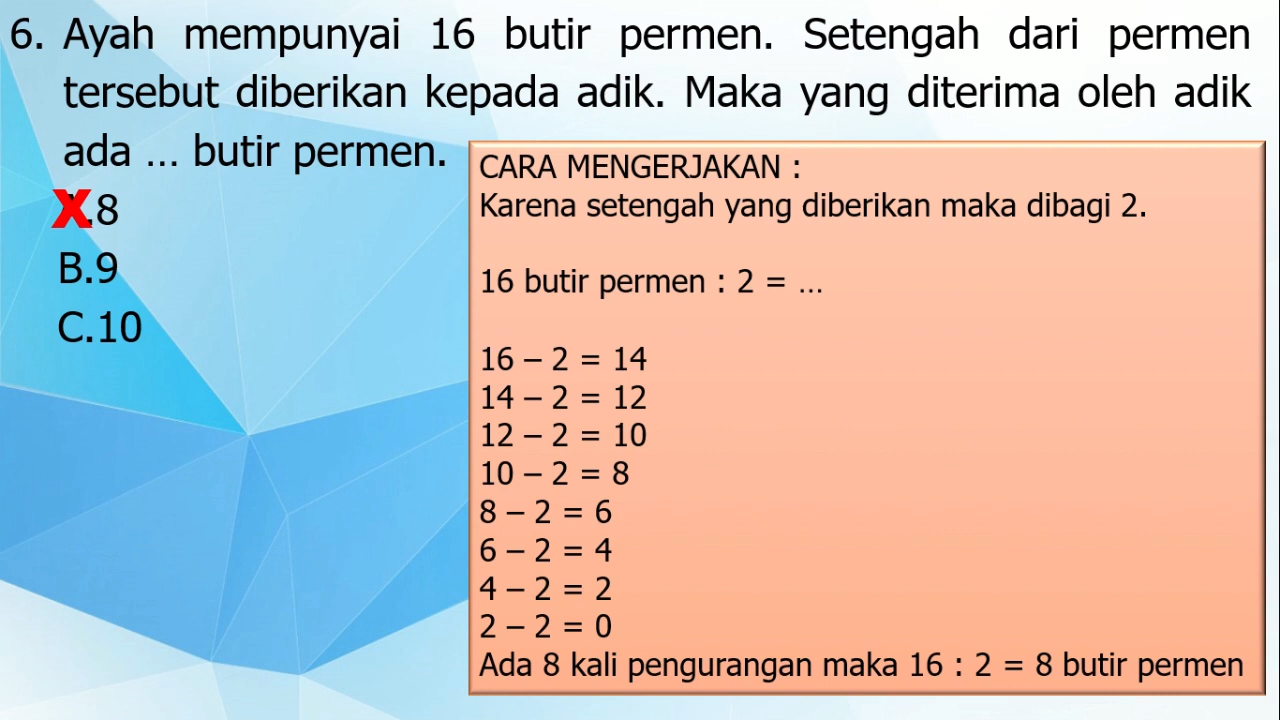 6. Ayah mempunyai 16 butir permen. Setengah dari permen
tersebut diberikan kepada adik. Maka yang diterima oleh adik
ada ... butir permen.
X.8
B.9
C.10
CARA MENGERJAKAN :
Karena setengah yang diberikan maka dibagi 2.
16 butir permen : 2 = ...
16 – 2 = 14
14 – 2 = 12
12 – 2 = 10
10 – 2 = 8
8 – 2 = 6
6 – 2 = 4
4 – 2 = 2
2 – 2 = 0
Ada 8 kali pengurangan maka 16 : 2 = 8 butir permen